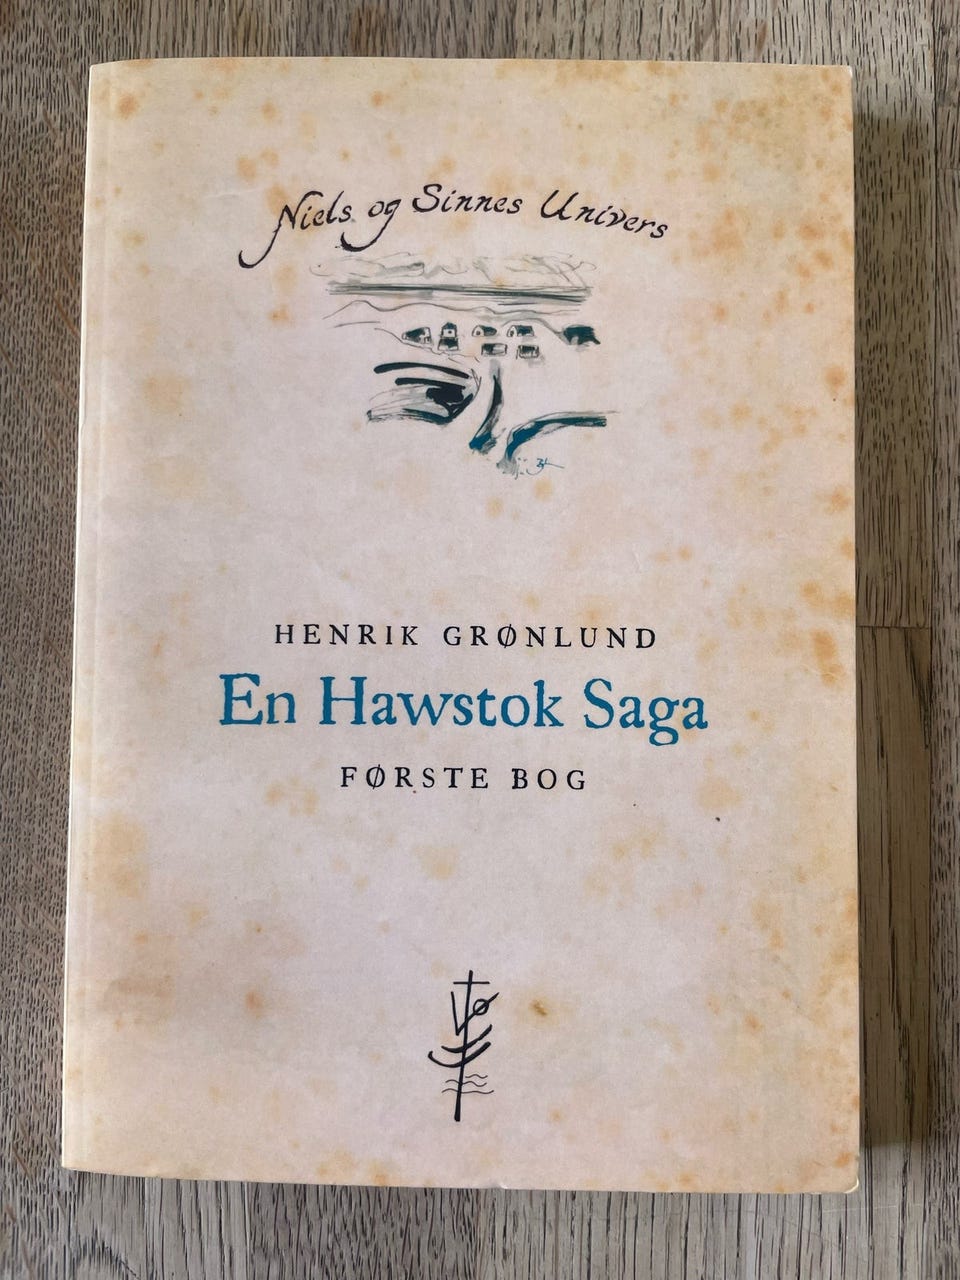 Niels og Sinnes Univers
HENRIK GRØNLUND
En Hawstok Saga
FØRSTE BOG